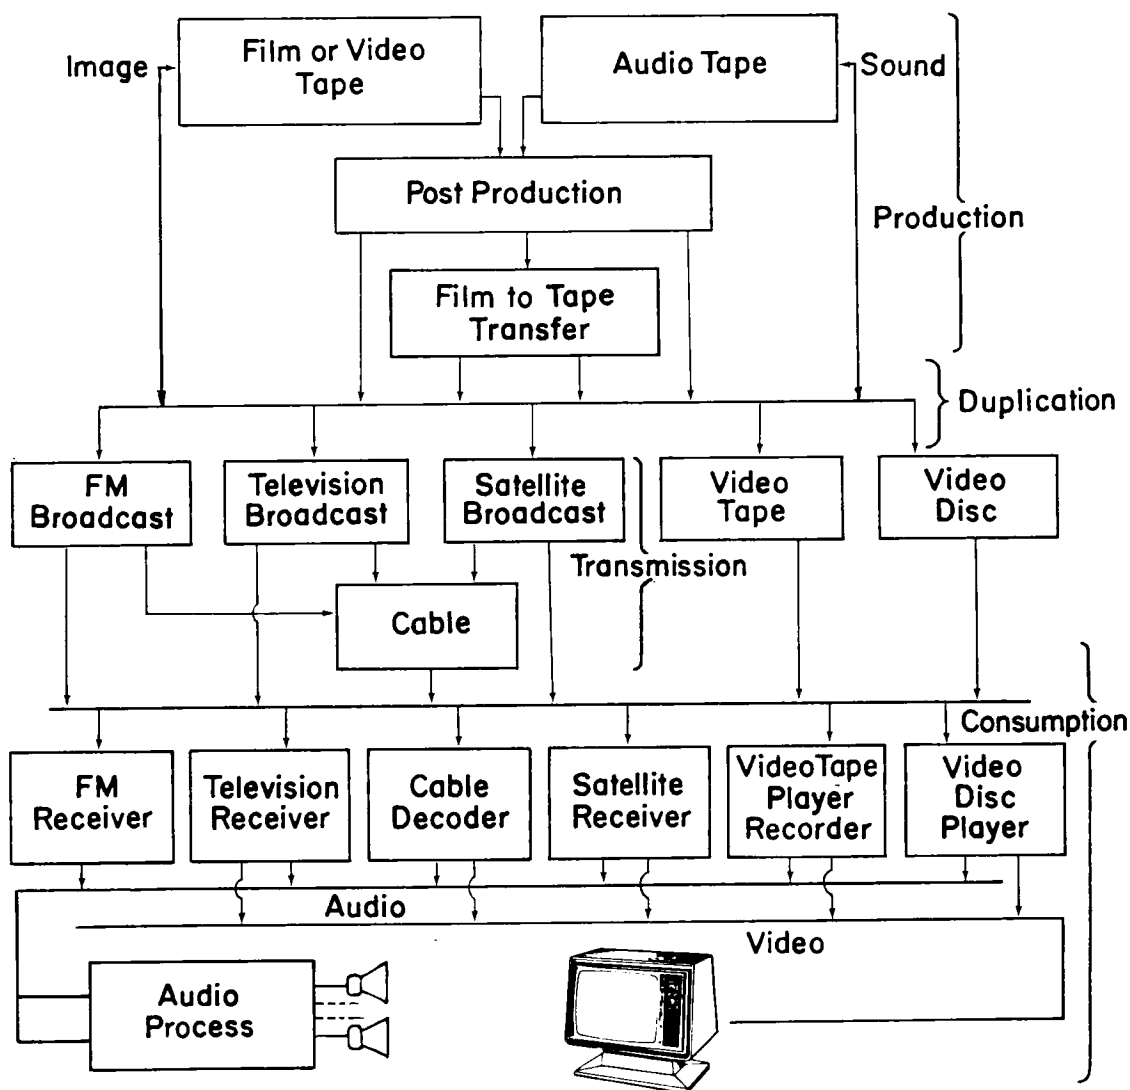 Image
Film or Video
Tape
Audio Tape
Sound
Post Production
Production
Film to Tape
Transfer
Duplication
FM
Broadcast
Television
Broadcast
Satellite
Broadcast
Video
Tape
Video
Disc
Transmission
Cable
Consumption
FM
Receiver
Television
Receiver
Cable
Decoder
Satellite
Receiver
Video Tape
Player
Recorder
Video
Disc
Player
Audio
Video
Audio
Process